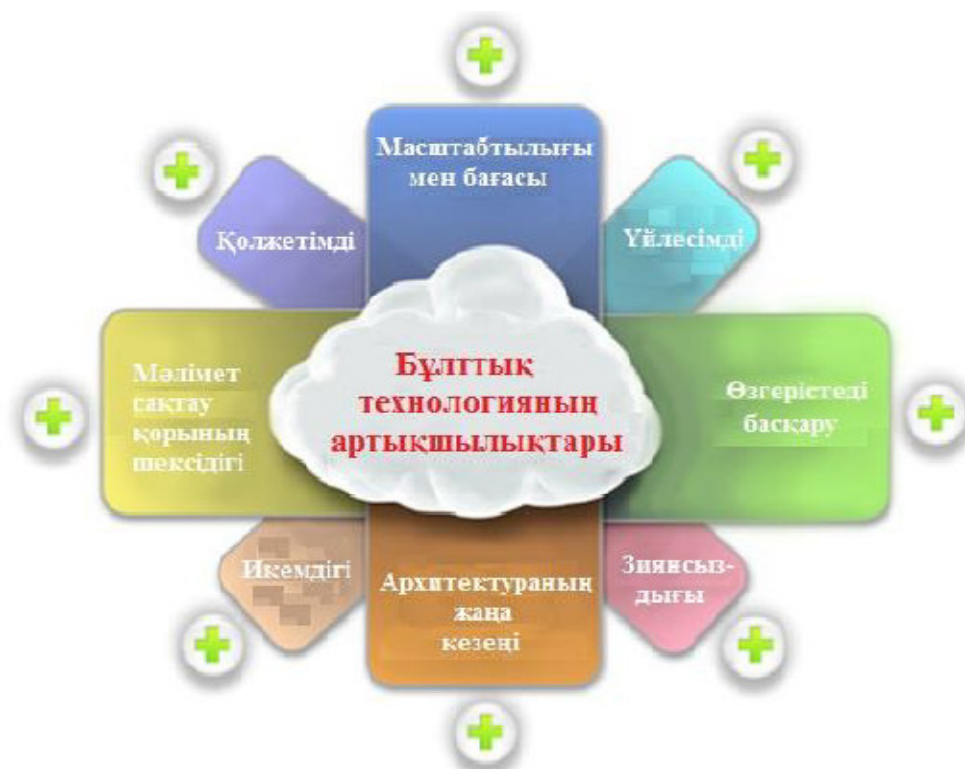 Масштабтылығы
мен бағасы
Қолжетімді
Үйлесімді
Мәлімет
сақтау
қорының
шексідігі
Бұлттық
технологияның
артықшылықтары
Өзгерістеді
басқару
Икемдігі
Архитектураның
жаңа
кезеңі
Зиянсыз-
дығы